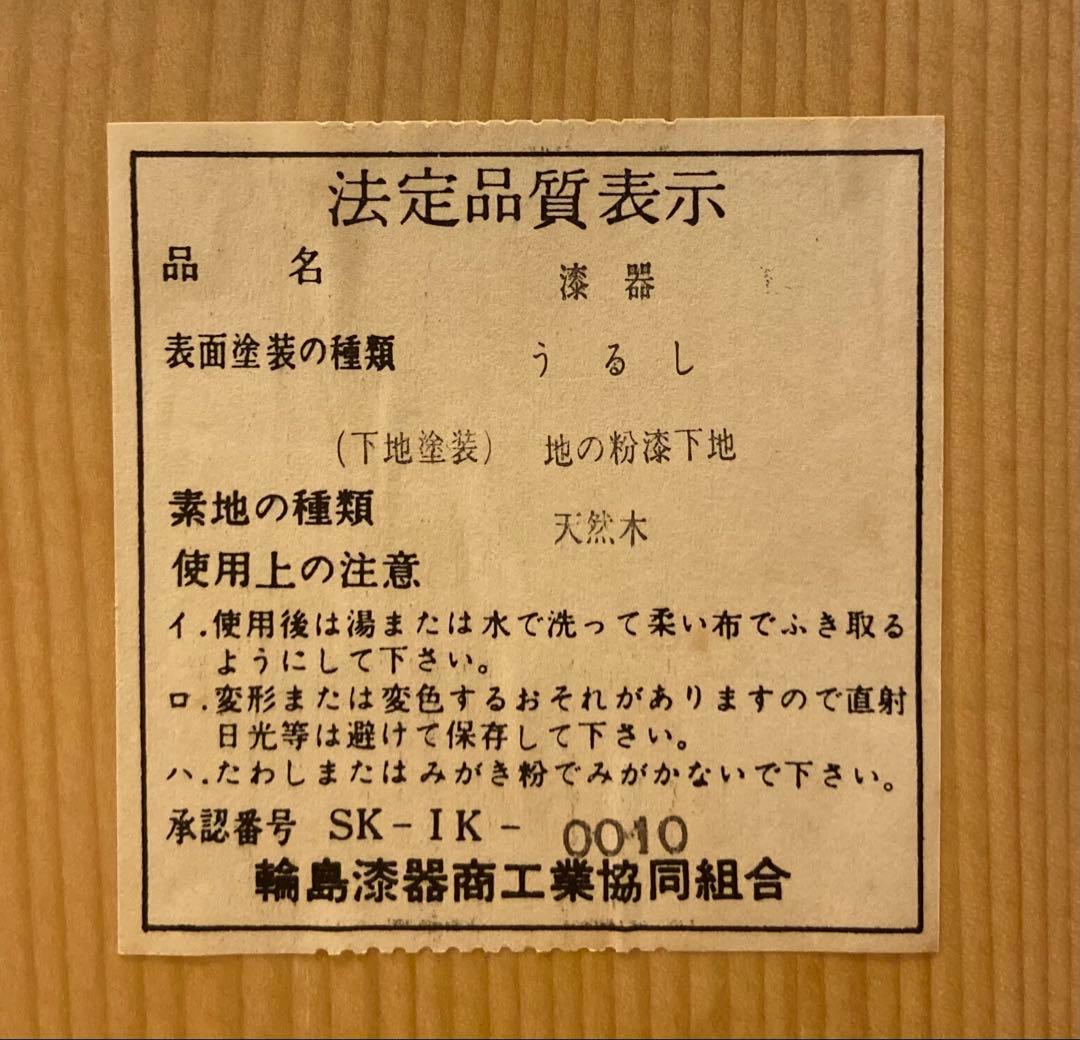 法定品質表示
品名 漆器
表面塗装の種類 うるし
(下地塗装) 地の粉漆下地
素地の種類 天然木
使用上の注意
イ.使用後は湯または水で洗って柔い布でふき取る
ようにして下さい。
ロ.変形または変色するおそれがありますので直射
日光等は避けて保存して下さい。
ハ.たわしまたはみがき粉でみがかないで下さい。
承認番号 SK-IK-0010
輪島漆器商工業協同組合